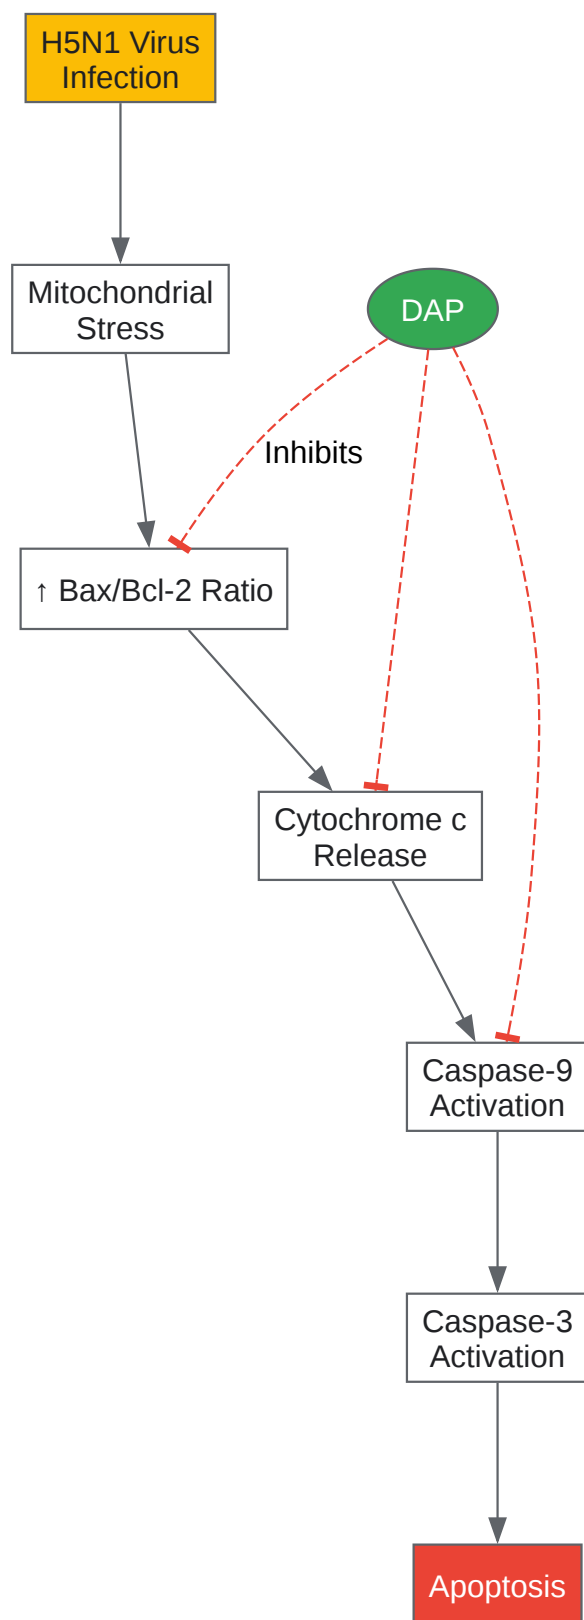 H5N1 Virus
Infection
Mitochondrial
Stress
DAP
Inhibits
↑ Bax/Bcl-2 Ratio
Cytochrome c
Release
Caspase-9
Activation
Caspase-3
Activation
Apoptosis